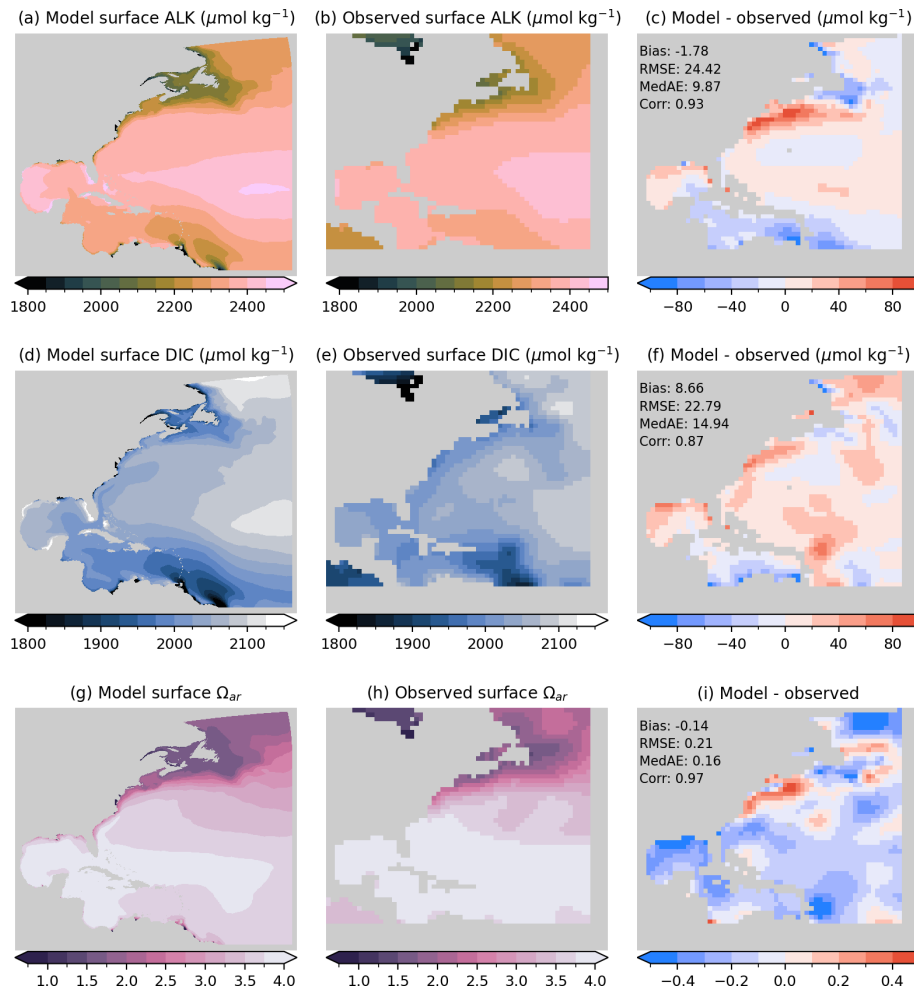 (a) Model surface ALK (μmol kg⁻¹)
(b) Observed surface ALK (μmol kg⁻¹)
(c) Model - observed (μmol kg⁻¹)
Bias: -1.78
RMSE: 24.42
MedAE: 9.87
Corr: 0.93
1800 2000 2200 2400
1800 2000 2200 2400
−80 −40 0 40 80
(d) Model surface DIC (μmol kg⁻¹)
(e) Observed surface DIC (μmol kg⁻¹)
(f) Model - observed (μmol kg⁻¹)
Bias: 8.66
RMSE: 22.79
MedAE: 14.94
Corr: 0.87
1800 1900 2000 2100
1800 1900 2000 2100
−80 −40 0 40 80
(g) Model surface Ωar
(h) Observed surface Ωar
(i) Model - observed
Bias: -0.14
RMSE: 0.21
MedAE: 0.16
Corr: 0.97
1.0 1.5 2.0 2.5 3.0 3.5 4.0
1.0 1.5 2.0 2.5 3.0 3.5 4.0
−0.4 −0.2 0.0 0.2 0.4